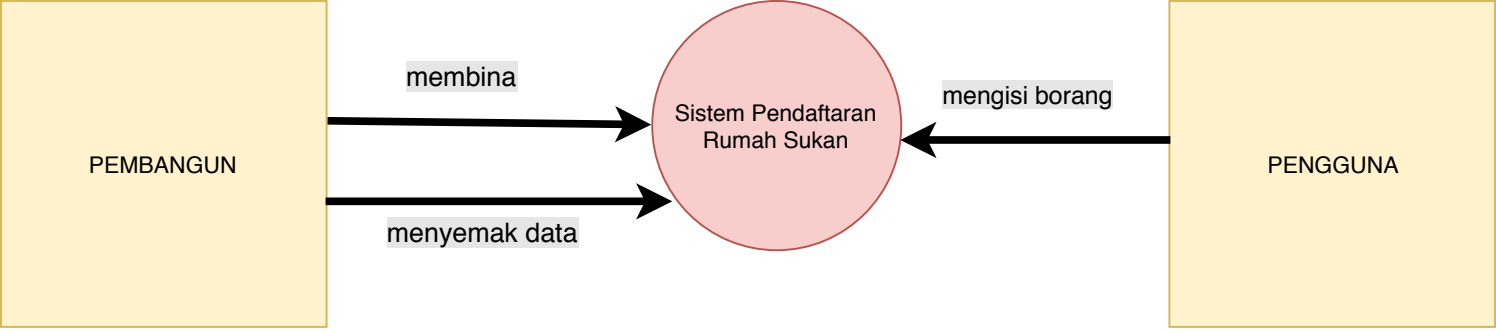 membina
mengisi borang
Sistem Pendaftaran
Rumah Sukan
PEMBANGUN
PENGGUNA
menyemak data